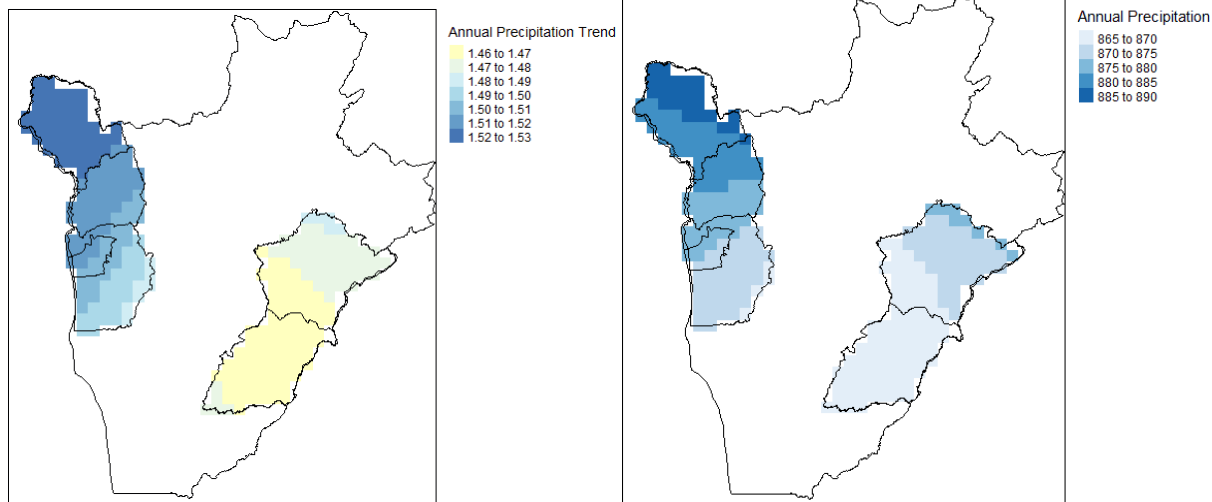 Annual Precipitation Trend
1.46 to 1.47
1.47 to 1.48
1.48 to 1.49
1.49 to 1.50
1.50 to 1.51
1.51 to 1.52
1.52 to 1.53
Annual Precipitation
865 to 870
870 to 875
875 to 880
880 to 885
885 to 890